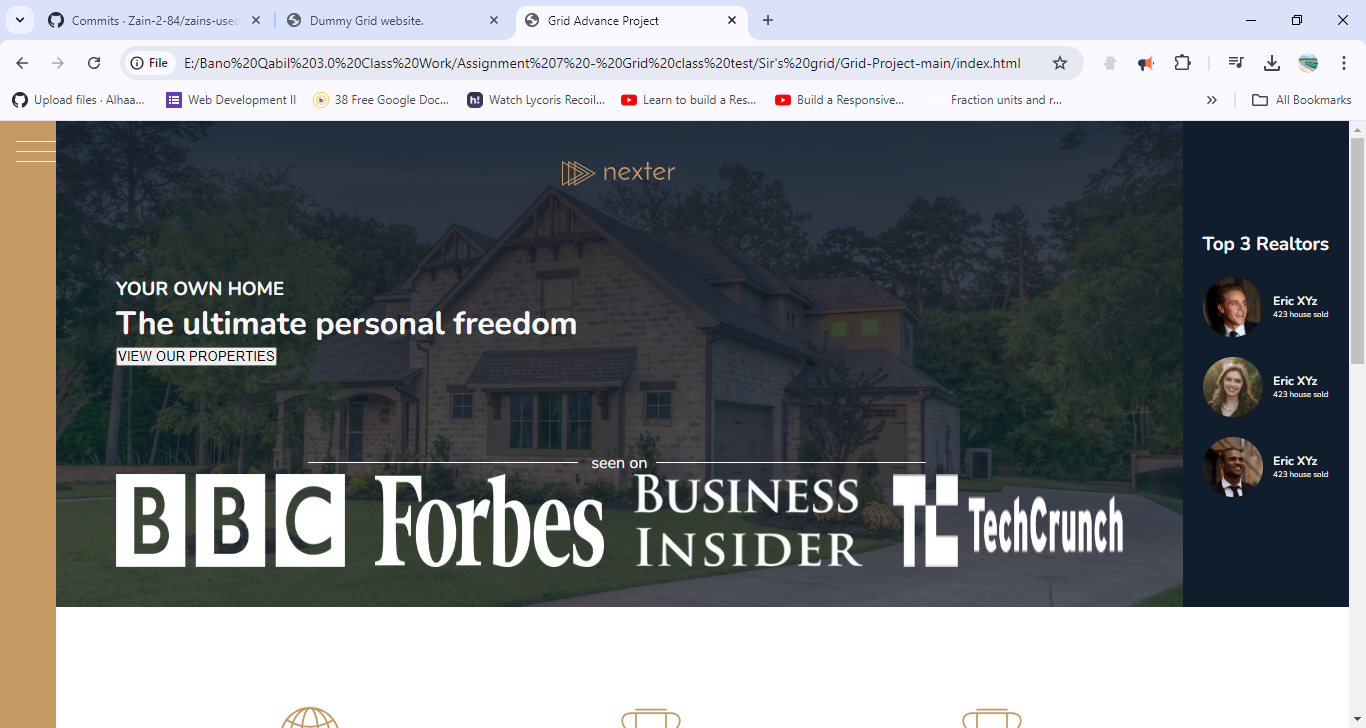 Commits · Zain-2-84/zains-used
Dummy Grid website.
Grid Advance Project
File
E:/Bano%20Qabil%203.0%20Class%20Work/Assignment%207%20-%20Grid%20class%20test/Sir's%20grid/Grid-Project-main/index.html
Upload files · Alhaa...
Web Development II
38 Free Google Doc...
h!
Watch Lycoris Recoil...
Learn to build a Res...
Build a Responsive...
Fraction units and r...
»
All Bookmarks
nexter
YOUR OWN HOME
The ultimate personal freedom
VIEW OUR PROPERTIES
seen on
BBC
Forbes
BUSINESS
INSIDER
TC TechCrunch
Top 3 Realtors
Eric XYz
423 house sold
Eric XYz
423 house sold
Eric XYz
423 house sold